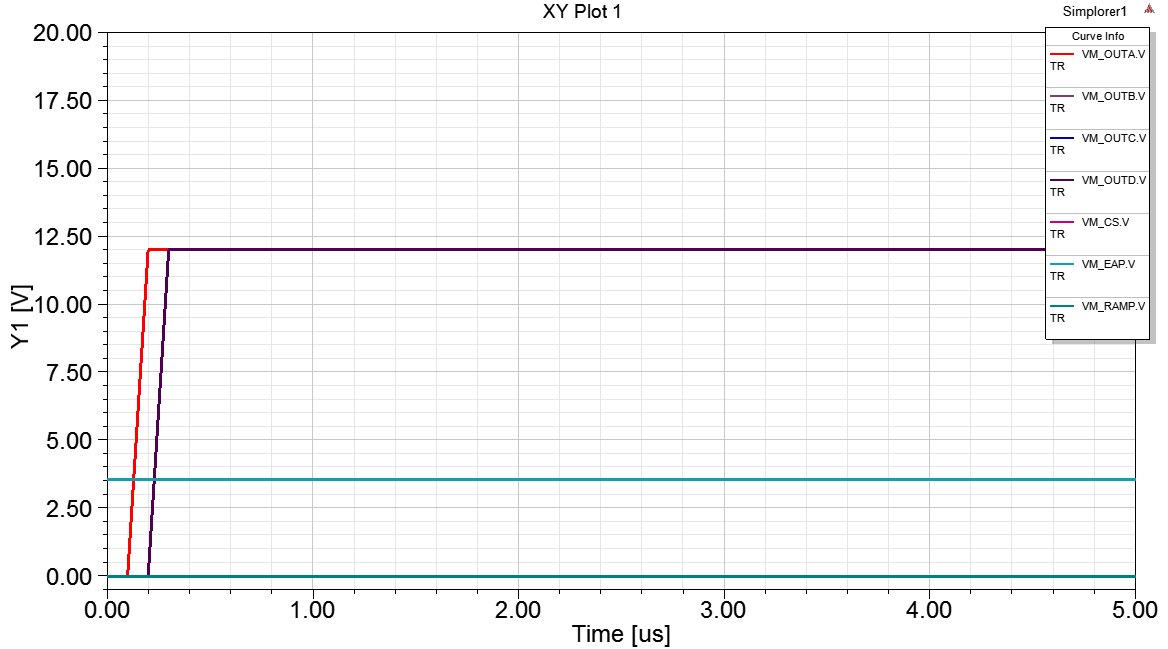 XY Plot 1
Simplorer1
Curve Info
VM_OUTA.V
TR
VM_OUTB.V
TR
VM_OUTC.V
TR
VM_OUTD.V
TR
VM_CS.V
TR
VM_EAP.V
TR
VM_RAMP.V
TR
20.00
17.50
15.00
12.50
10.00
7.50
5.00
2.50
0.00
Y1 [V]
0.00 1.00 2.00 3.00 4.00 5.00
Time [us]